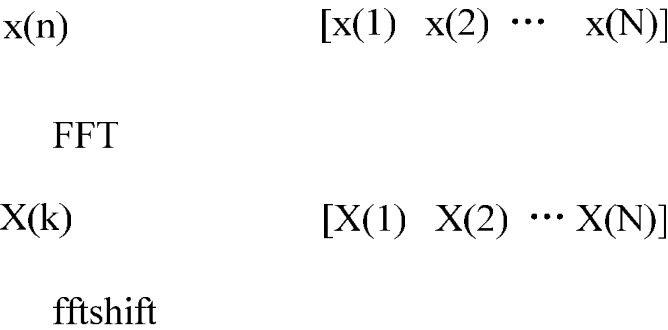 x(n) [x(1) x(2) ··· x(N)]
FFT
X(k) [X(1) X(2) ··· X(N)]
fftshift